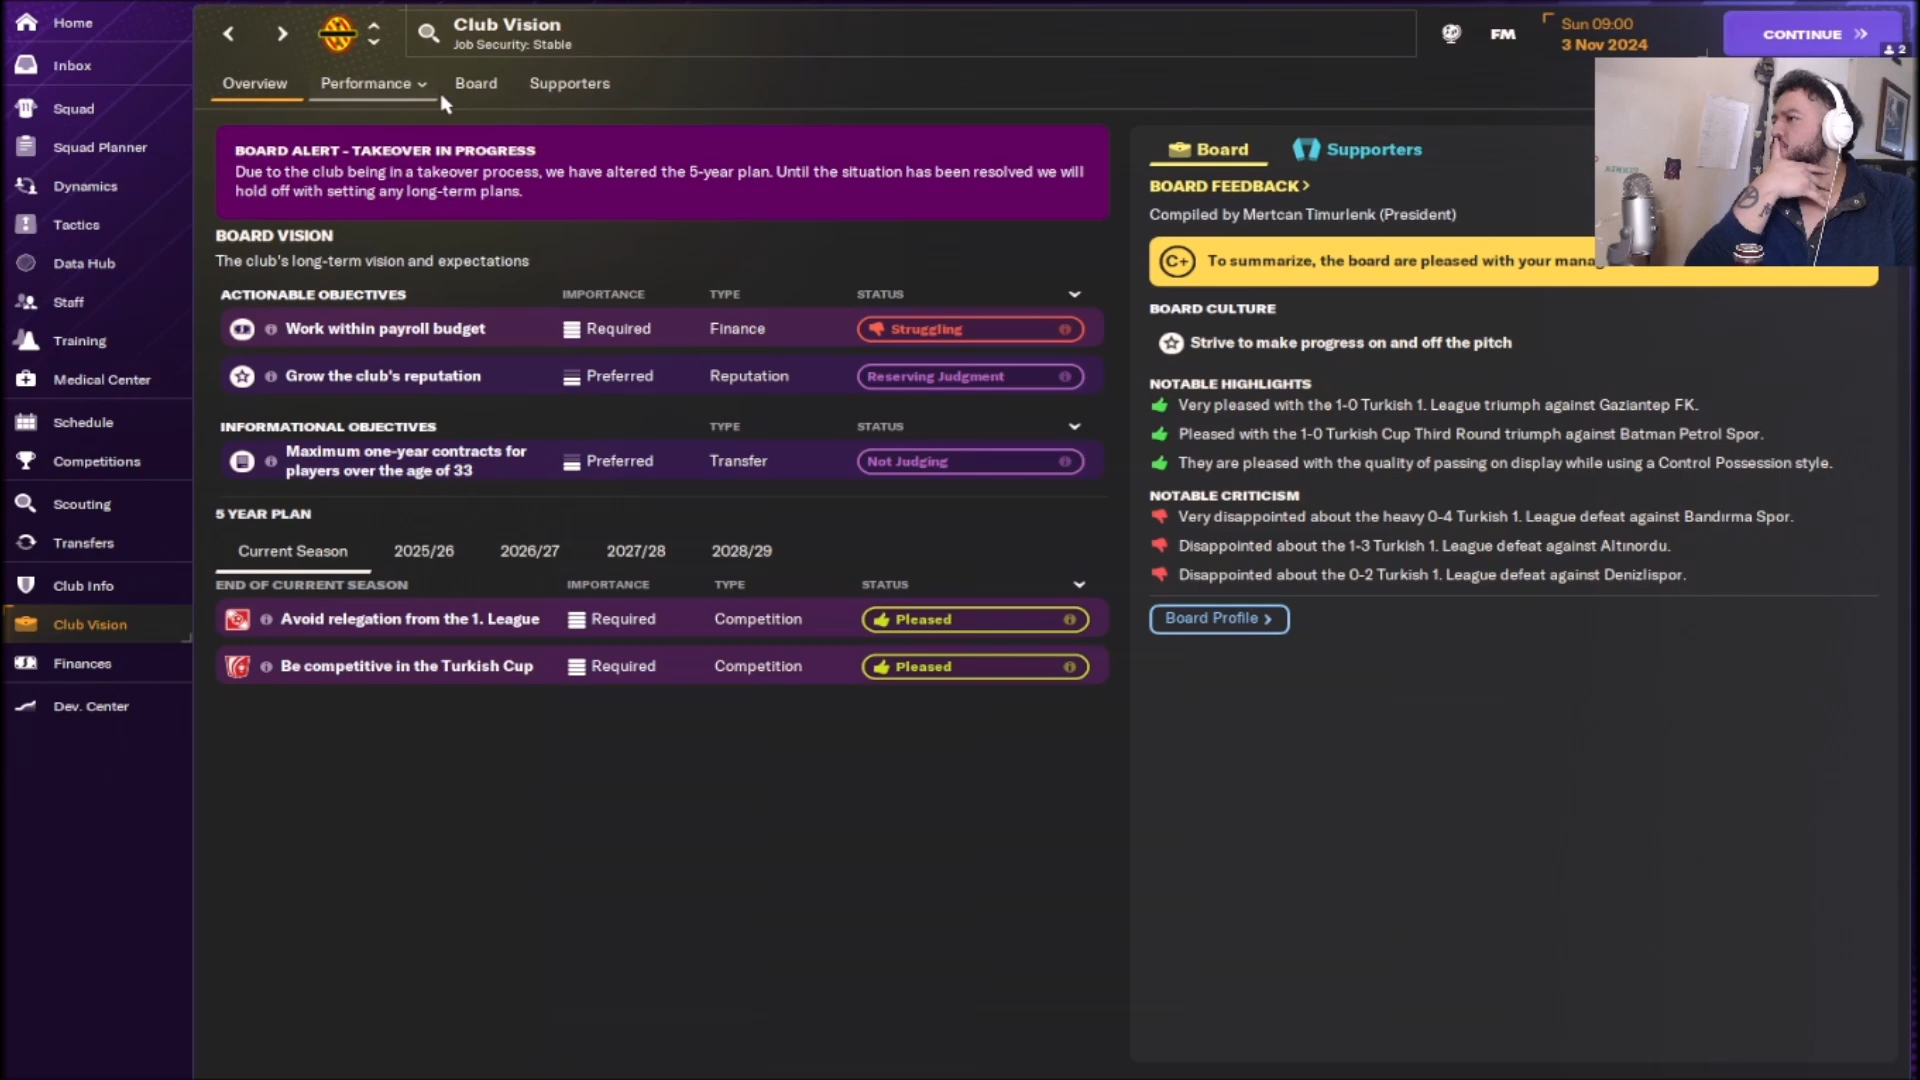 Home
Inbox
Squad
Squad Planner
Dynamics
Tactics
Data Hub
Staff
Training
Medical Center
Schedule
Competitions
Scouting
Transfers
Club Info
Club Vision
Finances
Dev. Center
Club Vision
Job Security: Stable
FM
Sun 09:00
3 Nov 2024
CONTINUE
2
Overview
Performance
Board
Supporters
BOARD ALERT - TAKEOVER IN PROGRESS
Due to the club being in a takeover process, we have altered the 5-year plan. Until the situation has been resolved we will
hold off with setting any long-term plans.
BOARD VISION
The club's long-term vision and expectations
ACTIONABLE OBJECTIVES IMPORTANCE TYPE STATUS
Work within payroll budget Required Finance Struggling
Grow the club's reputation Preferred Reputation Reserving Judgment
INFORMATIONAL OBJECTIVES TYPE STATUS
Maximum one-year contracts for
players over the age of 33 Preferred Transfer Not Judging
5 YEAR PLAN
Current Season 2025/26 2026/27 2027/28 2028/29
END OF CURRENT SEASON IMPORTANCE TYPE STATUS
Avoid relegation from the 1. League Required Competition Pleased
Be competitive in the Turkish Cup Required Competition Pleased
Board Supporters
BOARD FEEDBACK >
Compiled by Mertcan Timurlenk (President)
C+ To summarize, the board are pleased with your mana
BOARD CULTURE
Strive to make progress on and off the pitch
NOTABLE HIGHLIGHTS
Very pleased with the 1-0 Turkish 1. League triumph against Gaziantep FK.
Pleased with the 1-0 Turkish Cup Third Round triumph against Batman Petrol Spor.
They are pleased with the quality of passing on display while using a Control Possession style.
NOTABLE CRITICISM
Very disappointed about the heavy 0-4 Turkish 1. League defeat against Bandırma Spor.
Disappointed about the 1-3 Turkish 1. League defeat against Altınordu.
Disappointed about the 0-2 Turkish 1. League defeat against Denizlispor.
Board Profile >